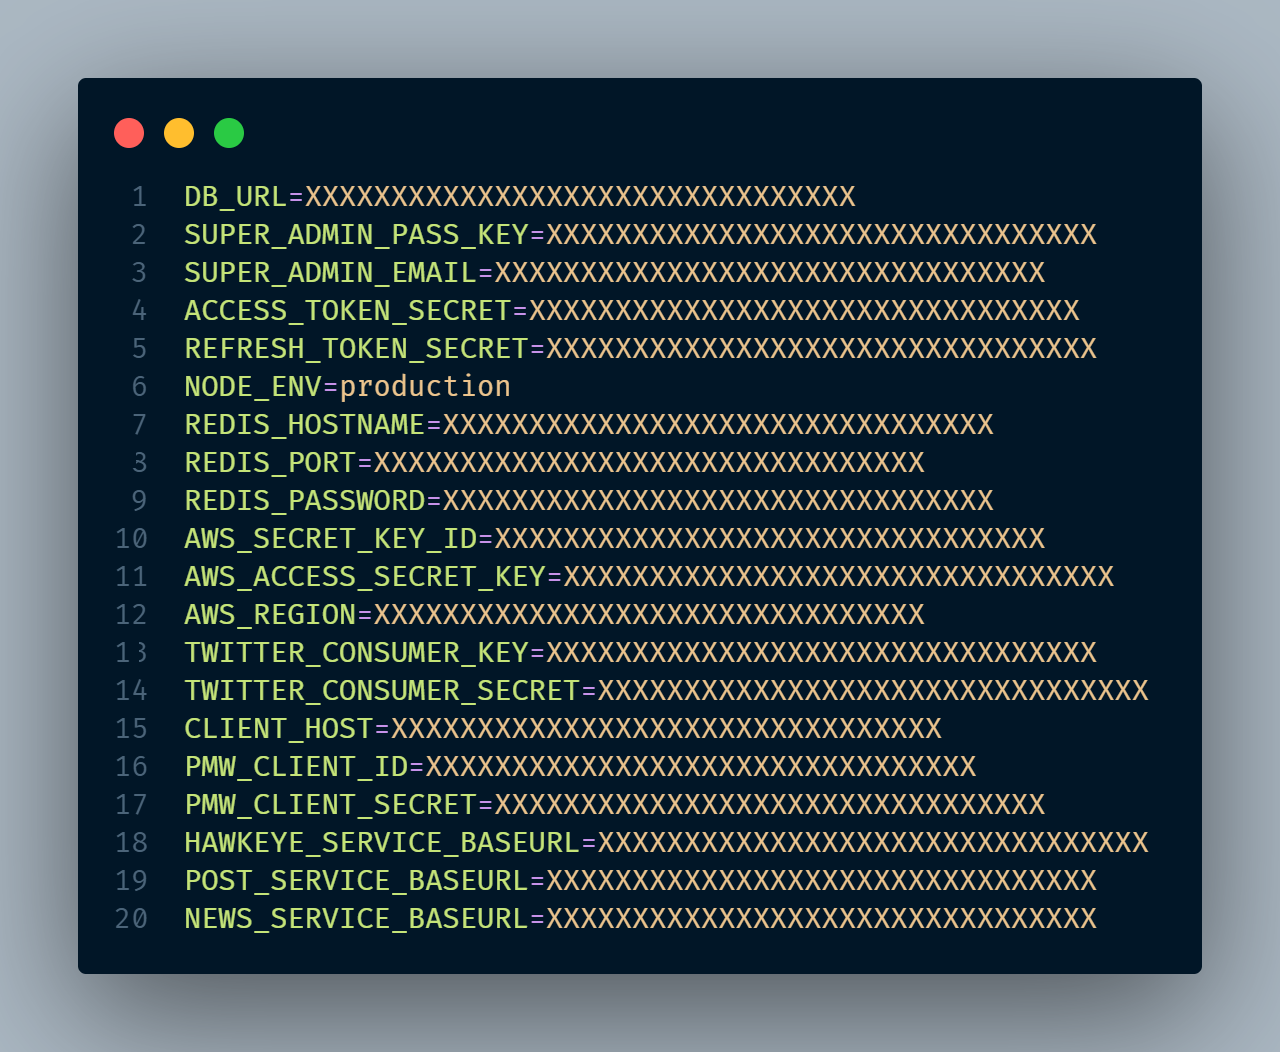 1 DB_URL=XXXXXXXXXXXXXXXXXXXXXXXXXXXXXXXX
2 SUPER_ADMIN_PASS_KEY=XXXXXXXXXXXXXXXXXXXXXXXXXXXXXXXX
3 SUPER_ADMIN_EMAIL=XXXXXXXXXXXXXXXXXXXXXXXXXXXXXXXX
4 ACCESS_TOKEN_SECRET=XXXXXXXXXXXXXXXXXXXXXXXXXXXXXXXX
5 REFRESH_TOKEN_SECRET=XXXXXXXXXXXXXXXXXXXXXXXXXXXXXXXX
6 NODE_ENV=production
7 REDIS_HOSTNAME=XXXXXXXXXXXXXXXXXXXXXXXXXXXXXXXX
3 REDIS_PORT=XXXXXXXXXXXXXXXXXXXXXXXXXXXXXXXX
9 REDIS_PASSWORD=XXXXXXXXXXXXXXXXXXXXXXXXXXXXXXXX
10 AWS_SECRET_KEY_ID=XXXXXXXXXXXXXXXXXXXXXXXXXXXXXXXX
11 AWS_ACCESS_SECRET_KEY=XXXXXXXXXXXXXXXXXXXXXXXXXXXXXXXX
12 AWS_REGION=XXXXXXXXXXXXXXXXXXXXXXXXXXXXXXXX
13 TWITTER_CONSUMER_KEY=XXXXXXXXXXXXXXXXXXXXXXXXXXXXXXXX
14 TWITTER_CONSUMER_SECRET=XXXXXXXXXXXXXXXXXXXXXXXXXXXXXXXX
15 CLIENT_HOST=XXXXXXXXXXXXXXXXXXXXXXXXXXXXXXXX
16 PMW_CLIENT_ID=XXXXXXXXXXXXXXXXXXXXXXXXXXXXXXXX
17 PMW_CLIENT_SECRET=XXXXXXXXXXXXXXXXXXXXXXXXXXXXXXXX
18 HAWKEYE_SERVICE_BASEURL=XXXXXXXXXXXXXXXXXXXXXXXXXXXXXXXX
19 POST_SERVICE_BASEURL=XXXXXXXXXXXXXXXXXXXXXXXXXXXXXXXX
20 NEWS_SERVICE_BASEURL=XXXXXXXXXXXXXXXXXXXXXXXXXXXXXXXX